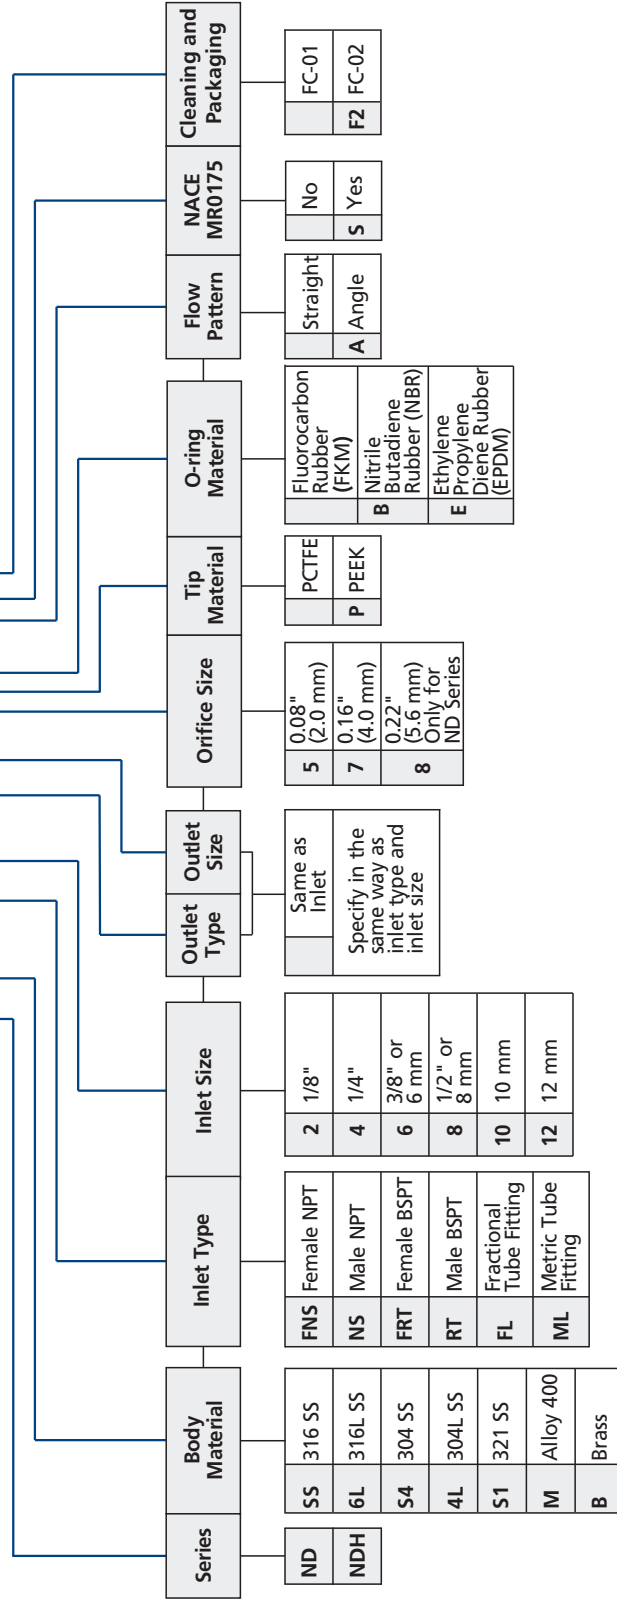 Series
ND
NDH
Body
Material
SS 316 SS
6L 316L SS
S4 304 SS
4L 304L SS
S1 321 SS
M Alloy 400
B Brass
Inlet Type
FNS Female NPT
NS Male NPT
FRT Female BSPT
RT Male BSPT
FL Fractional
Tube Fitting
ML Metric Tube
Fitting
Inlet Size
2 1/8"
4 1/4"
6 3/8" or
6 mm
8 1/2" or
8 mm
10 10 mm
12 12 mm
Outlet
Type
Outlet
Size
Same as
Inlet
Specify in the
same way as
inlet type and
inlet size
Orifice Size
5 0.08"
(2.0 mm)
7 0.16"
(4.0 mm)
8 0.22"
(5.6 mm)
Only for
ND Series
Tip
Material
PCTFE
P PEEK
O-ring
Material
Fluorocarbon
Rubber
(FKM)
B Nitrile
Butadiene
Rubber (NBR)
E Ethylene
Propylene
Diene Rubber
(EPDM)
Flow
Pattern
Straight
A Angle
NACE
MR0175
No
S Yes
Cleaning and
Packaging
FC-01
F2 FC-02